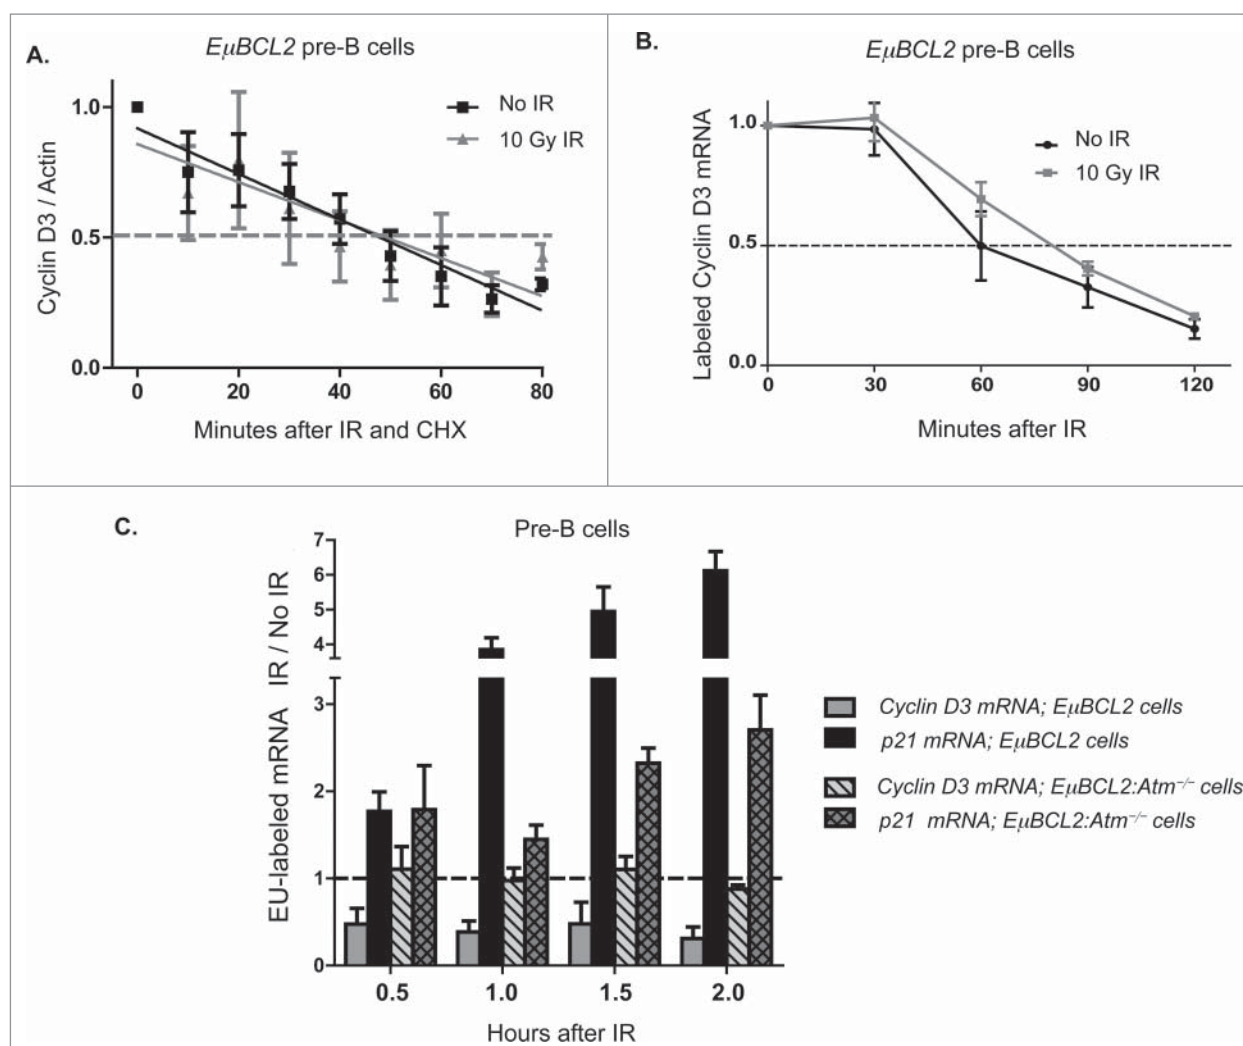 A.
EμBCL2 pre-B cells
Cyclin D3 / Actin
1.0
0.5
0.0
No IR
10 Gy IR
0 20 40 60 80
Minutes after IR and CHX
B.
EμBCL2 pre-B cells
Labeled Cyclin D3 mRNA
1.0
0.5
0.0
No IR
10 Gy IR
0 30 60 90 120
Minutes after IR
C.
Pre-B cells
EU-labeled mRNA IR / No IR
7
6
5
4
3
2
1
0
0.5 1.0 1.5 2.0
Hours after IR
Cyclin D3 mRNA; EμBCL2 cells
p21 mRNA; EμBCL2 cells
Cyclin D3 mRNA; EμBCL2:Atm⁻/⁻ cells
p21 mRNA; EμBCL2:Atm⁻/⁻ cells